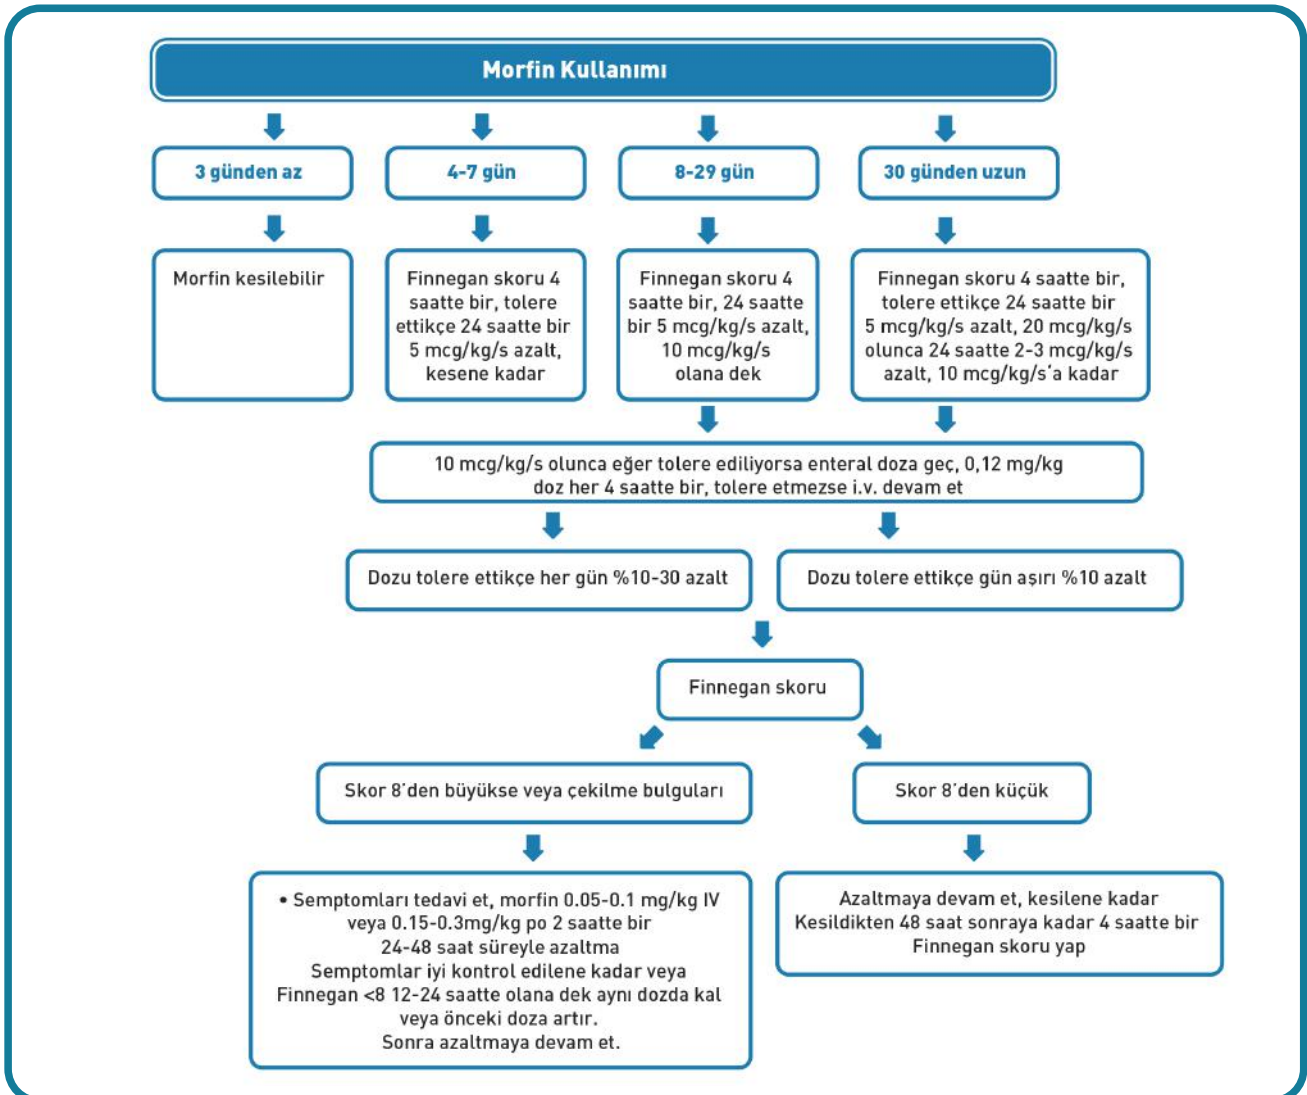 Morfin Kullanımı
3 günden az
4-7 gün
8-29 gün
30 günden uzun
Morfin kesilebilir
Finnegan skoru 4
saatte bir, tolere
ettikçe 24 saatte bir
5 mcg/kg/s azalt,
kesene kadar
Finnegan skoru 4
saatte bir, 24 saatte
bir 5 mcg/kg/s azalt,
10 mcg/kg/s
olana dek
Finnegan skoru 4 saatte bir,
tolere ettikçe 24 saatte bir
5 mcg/kg/s azalt, 20 mcg/kg/s
olunca 24 saatte 2-3 mcg/kg/s
azalt, 10 mcg/kg/s'a kadar
10 mcg/kg/s olunca eğer tolere ediliyorsa enteral doza geç, 0,12 mg/kg
doz her 4 saatte bir, tolere etmezse i.v. devam et
Dozu tolere ettikçe her gün %10-30 azalt
Dozu tolere ettikçe gün aşırı %10 azalt
Finnegan skoru
Skor 8'den büyükse veya çekilme bulguları
Skor 8'den küçük
• Semptomları tedavi et, morfin 0.05-0.1 mg/kg IV
veya 0.15-0.3mg/kg po 2 saatte bir
24-48 saat süreyle azaltma
Semptomlar iyi kontrol edilene kadar veya
Finnegan <8 12-24 saatte olana dek aynı dozda kal
veya önceki doza artır.
Sonra azaltmaya devam et.
Azaltmaya devam et, kesilene kadar
Kesildikten 48 saat sonraya kadar 4 saatte bir
Finnegan skoru yap